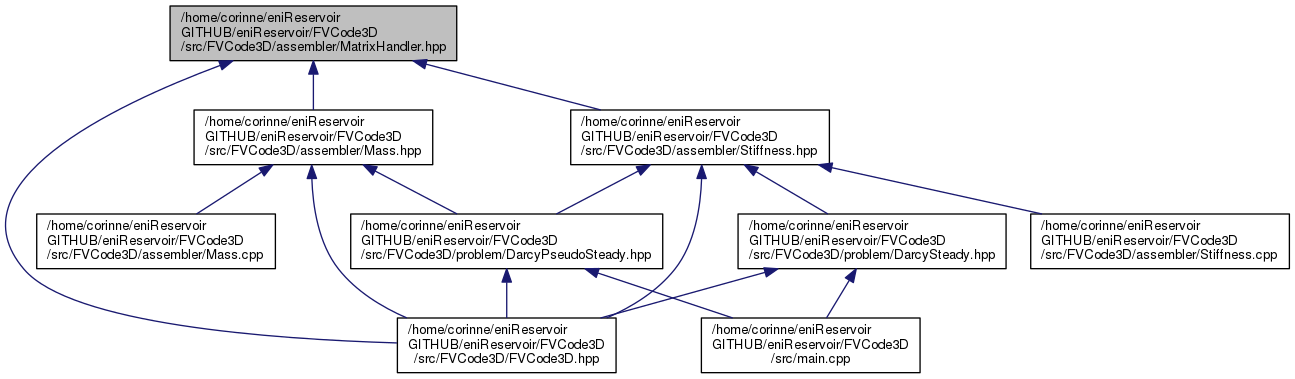 /home/corinne/eniReservoir
GITHUB/eniReservoir/FVCode3D
/src/FVCode3D/assembler/MatrixHandler.hpp
/home/corinne/eniReservoir
GITHUB/eniReservoir/FVCode3D
/src/FVCode3D/assembler/Mass.hpp
/home/corinne/eniReservoir
GITHUB/eniReservoir/FVCode3D
/src/FVCode3D/assembler/Stiffness.hpp
/home/corinne/eniReservoir
GITHUB/eniReservoir/FVCode3D
/src/FVCode3D/assembler/Mass.cpp
/home/corinne/eniReservoir
GITHUB/eniReservoir/FVCode3D
/src/FVCode3D/problem/DarcyPseudoSteady.hpp
/home/corinne/eniReservoir
GITHUB/eniReservoir/FVCode3D
/src/FVCode3D/problem/DarcySteady.hpp
/home/corinne/eniReservoir
GITHUB/eniReservoir/FVCode3D
/src/FVCode3D/assembler/Stiffness.cpp
/home/corinne/eniReservoir
GITHUB/eniReservoir/FVCode3D
/src/FVCode3D/FVCode3D.hpp
/home/corinne/eniReservoir
GITHUB/eniReservoir/FVCode3D
/src/main.cpp